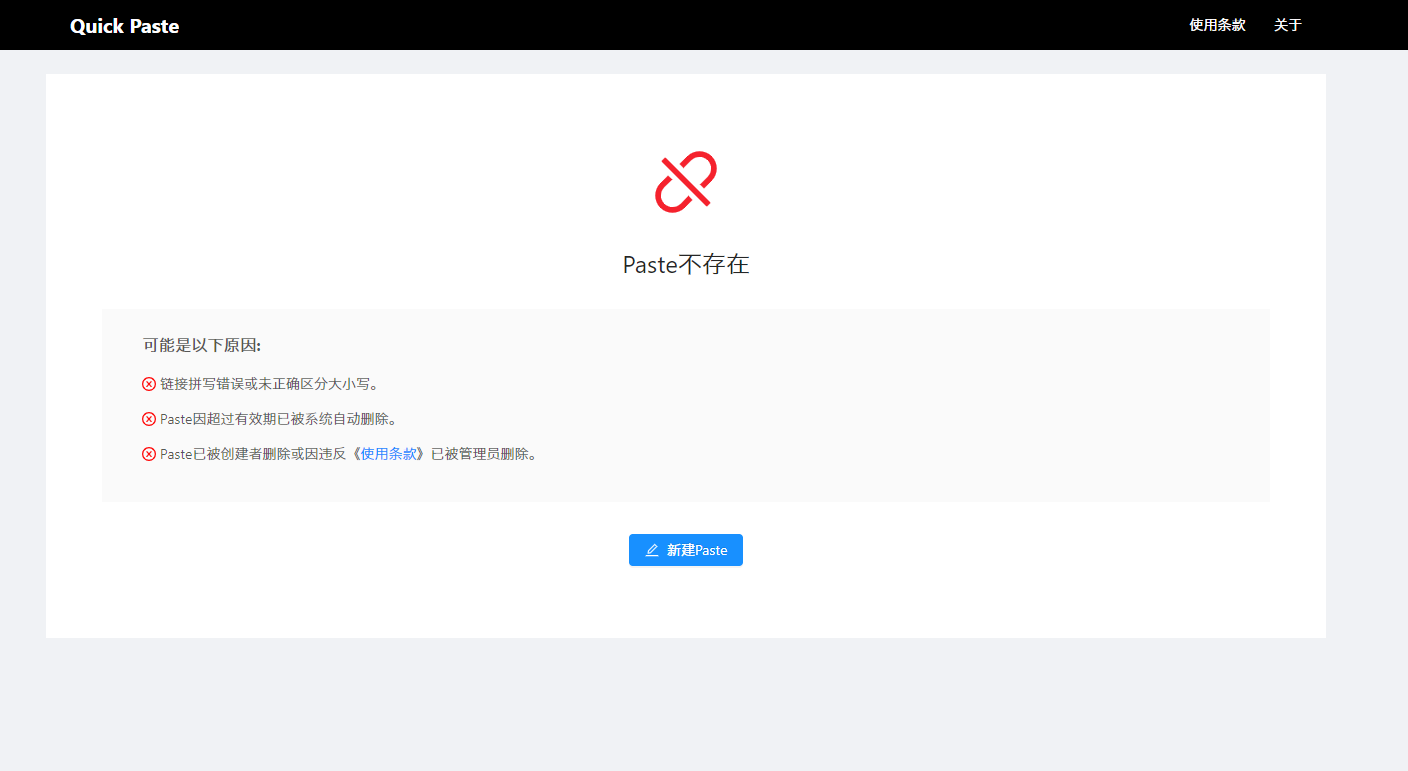 Quick Paste
使用条款 关于
Paste不存在
可能是以下原因:
链接拼写错误或未正确区分大小写。
Paste因超过有效期已被系统自动删除。
Paste已被创建者删除或因违反《使用条款》已被管理员删除。
新建Paste